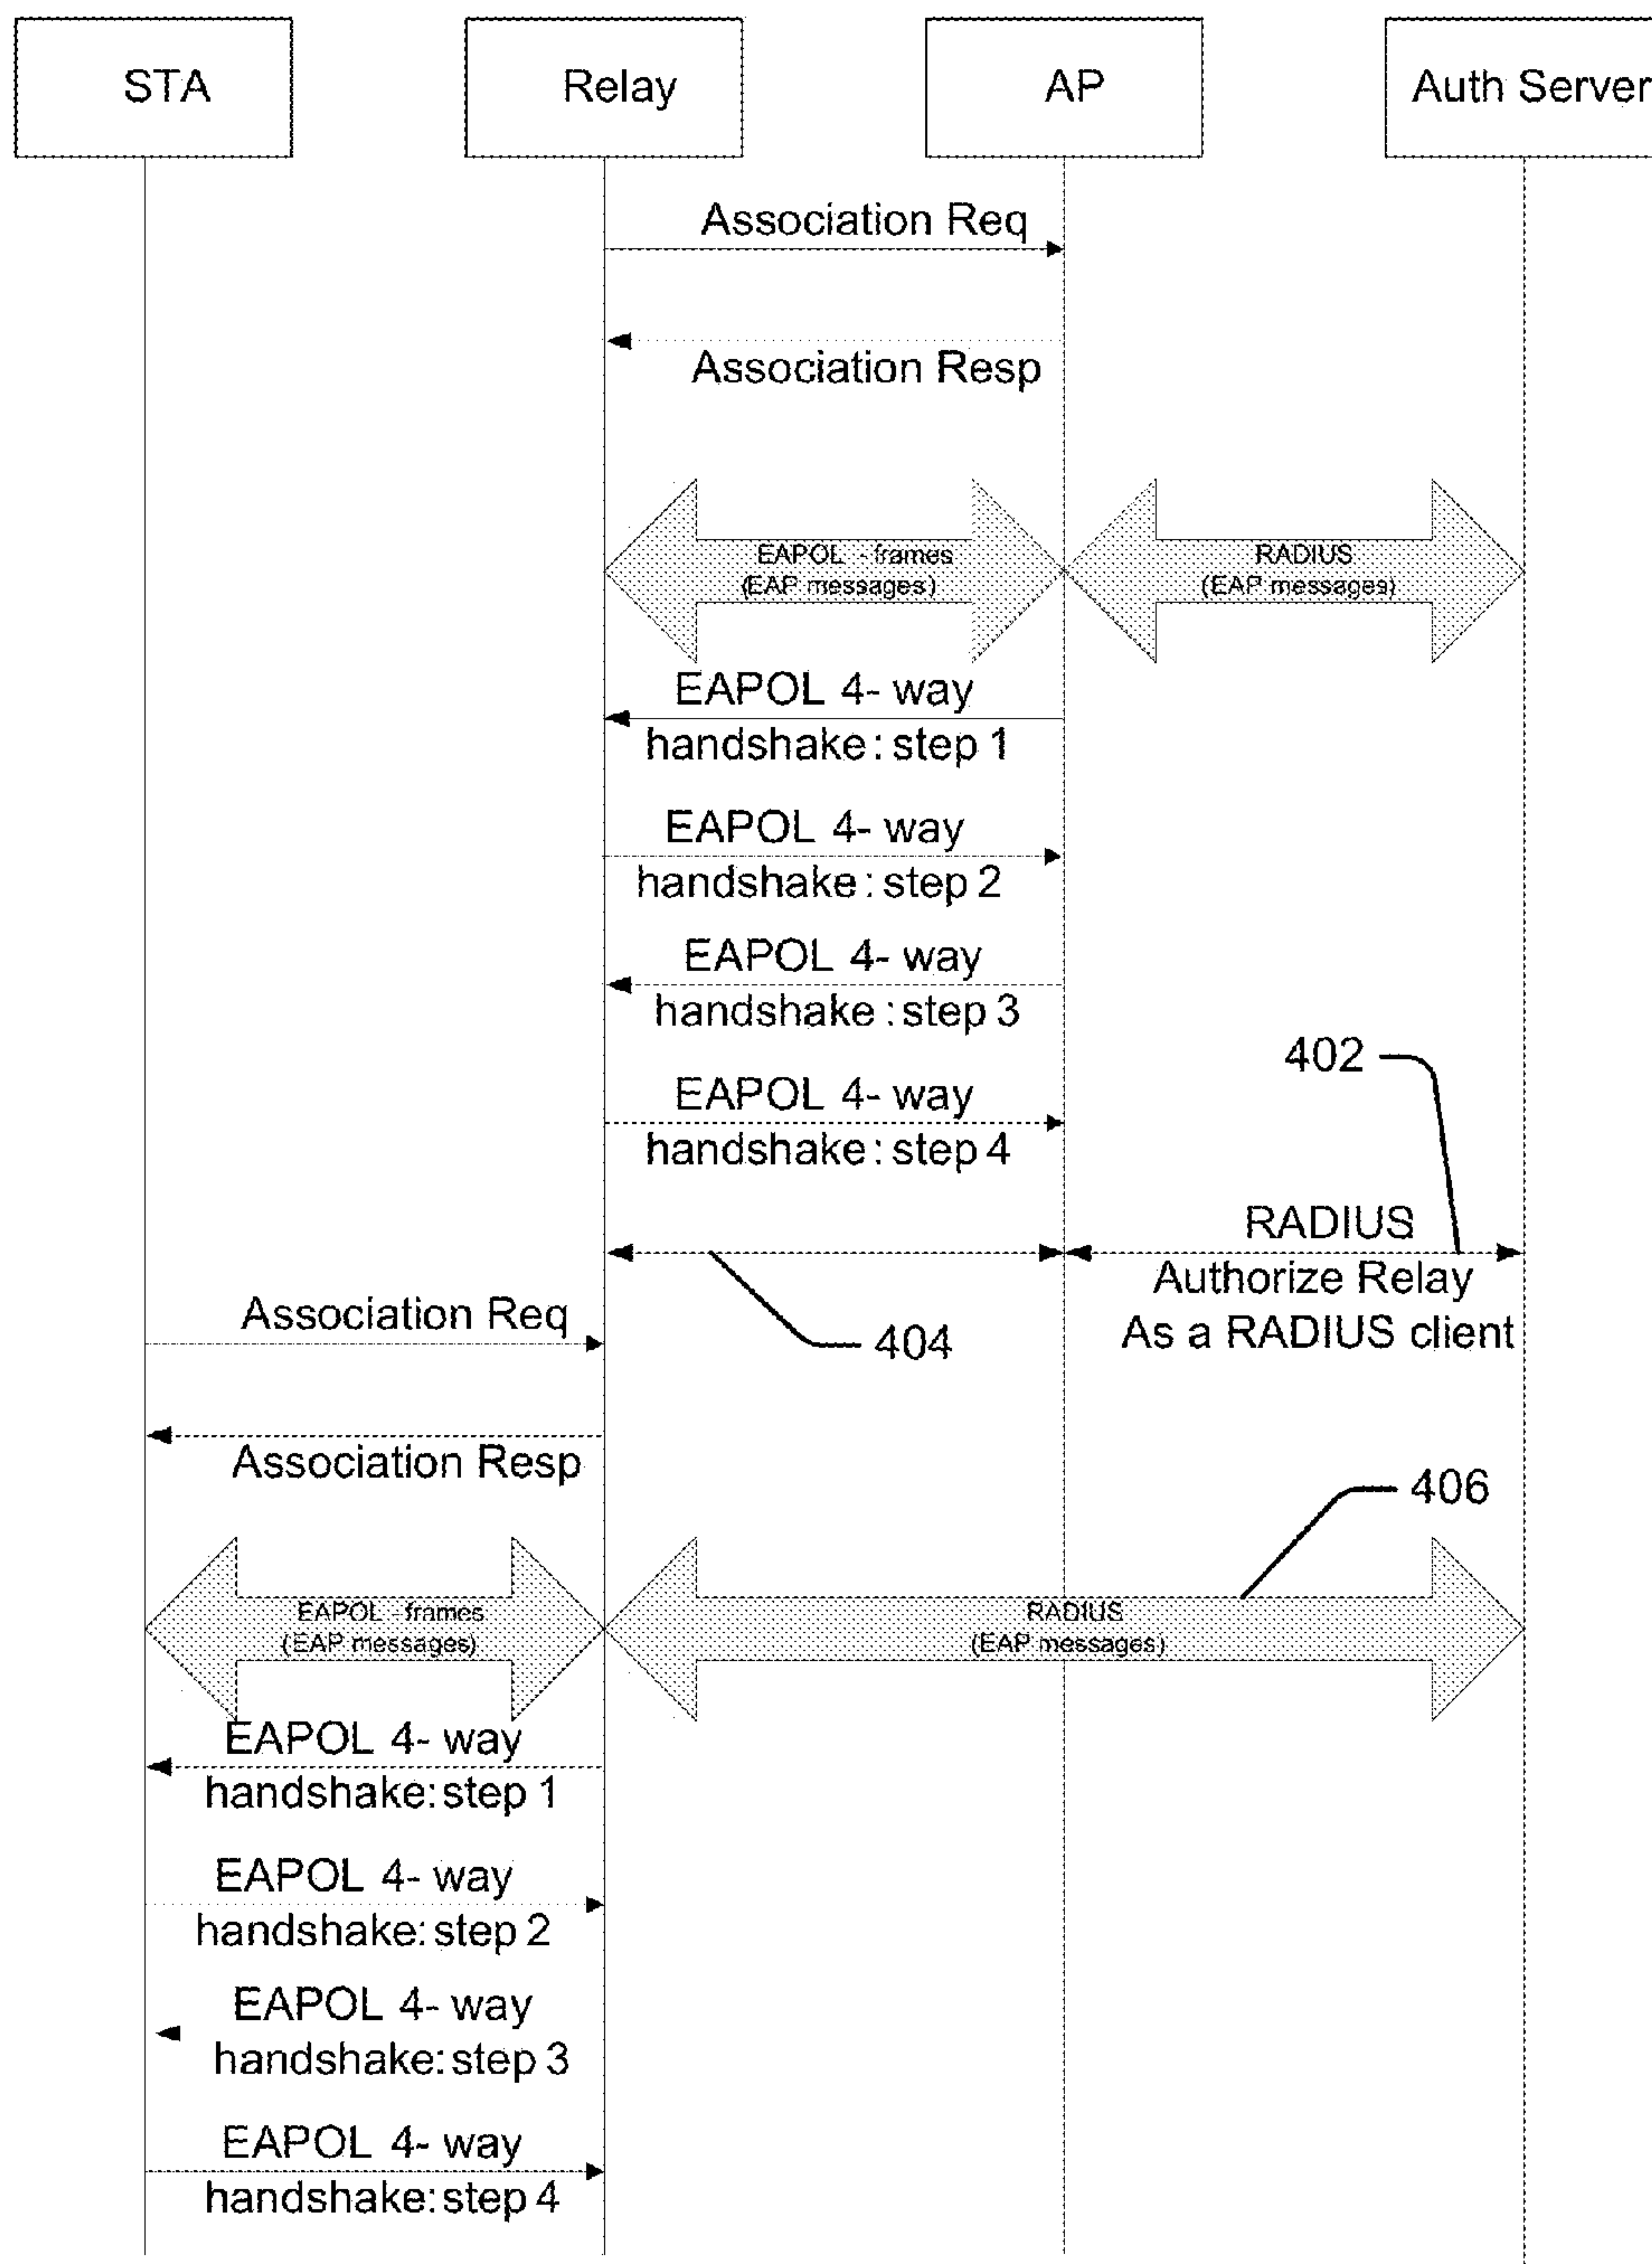 STA
Relay
AP
Auth Server
Association Req
Association Resp
EAPOL - frames
(EAP messages)
RADIUS
(EAP messages)
EAPOL 4- way
handshake: step 1
EAPOL 4- way
handshake: step 2
EAPOL 4- way
handshake: step 3
402
EAPOL 4- way
handshake: step 4
RADIUS
Authorize Relay
As a RADIUS client
404
Association Req
Association Resp
406
EAPOL - frames
(EAP messages)
RADIUS
(EAP messages)
EAPOL 4- way
handshake: step 1
EAPOL 4- way
handshake: step 2
EAPOL 4- way
handshake: step 3
EAPOL 4- way
handshake: step 4